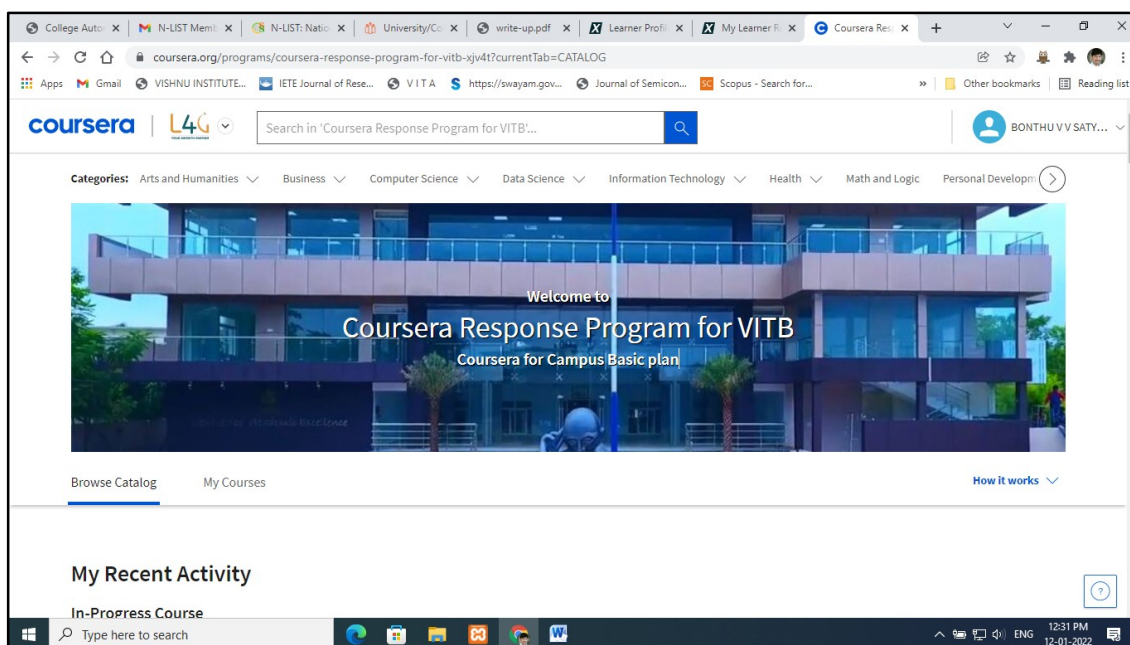 College Auto
N-LIST Memb
N-LIST: Natio
University/Co
write-up.pdf
Learner Profil
My Learner R
Coursera Res
coursera.org/programs/coursera-response-program-for-vitb-xjv4t?currentTab=CATALOG
Apps
Gmail
VISHNU INSTITUTE...
IETE Journal of Rese...
V I T A
https://swayam.gov...
Journal of Semicon...
SC Scopus - Search for...
»
Other bookmarks
Reading list
coursera
L4G
Search in 'Coursera Response Program for VITB'...
BONTHU V V SATY...
Categories: Arts and Humanities Business Computer Science Data Science Information Technology Health Math and Logic Personal Developm
Welcome to
Coursera Response Program for VITB
Coursera for Campus Basic plan
Academic Excellence
Browse Catalog
My Courses
How it works
My Recent Activity
In-Progress Course
Type here to search
ENG
12:31 PM
12-01-2022